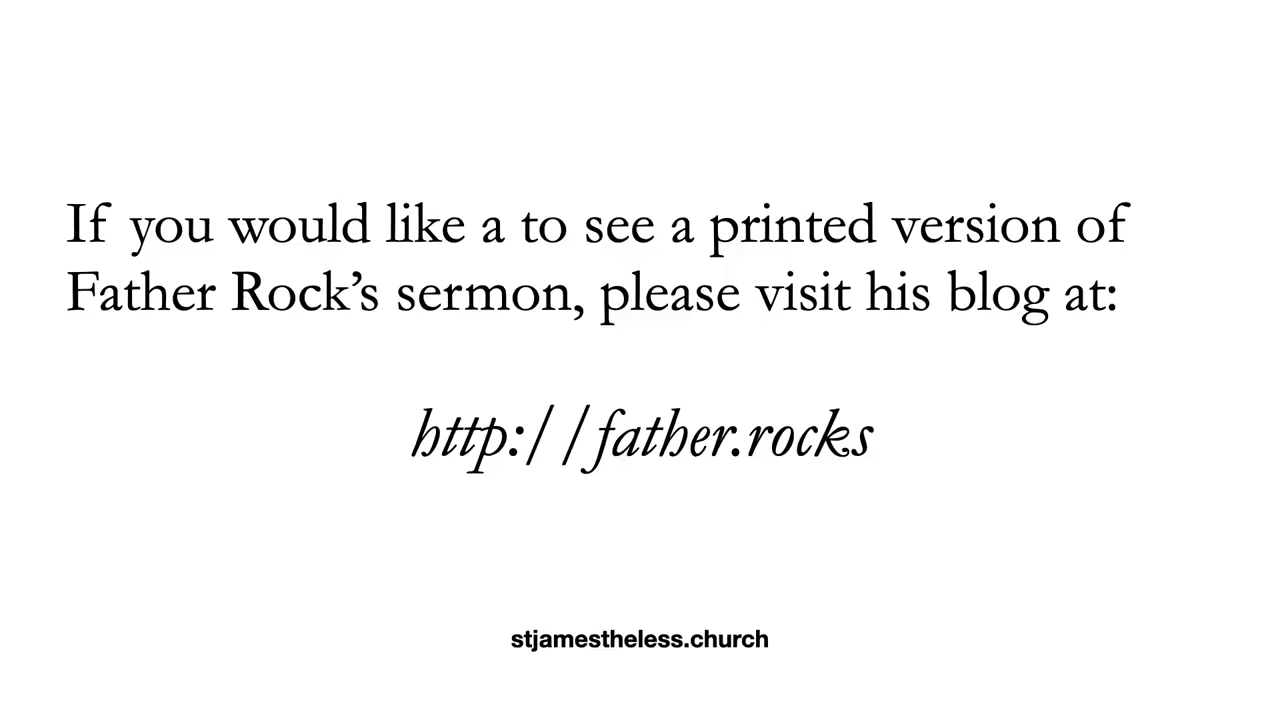 If you would like a to see a printed version of
Father Rock’s sermon, please visit his blog at:
http://father.rocks
stjamestheless.church